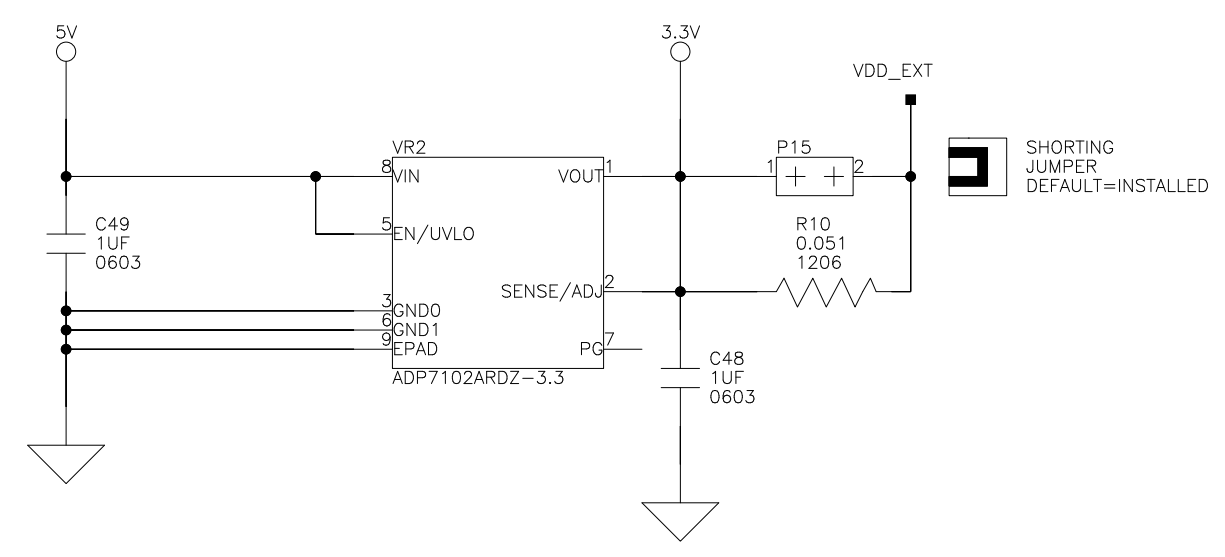 5V
3.3V
VDD_EXT
VR2
P15
SHORTING
JUMPER
DEFAULT=INSTALLED
8
VIN
VOUT
1
1
2
C49
1UF
0603
5
EN/UVLO
R10
0.051
1206
SENSE/ADJ
2
3
GND0
6
GND1
9
EPAD
PG
7
ADP7102ARDZ-3.3
C48
1UF
0603